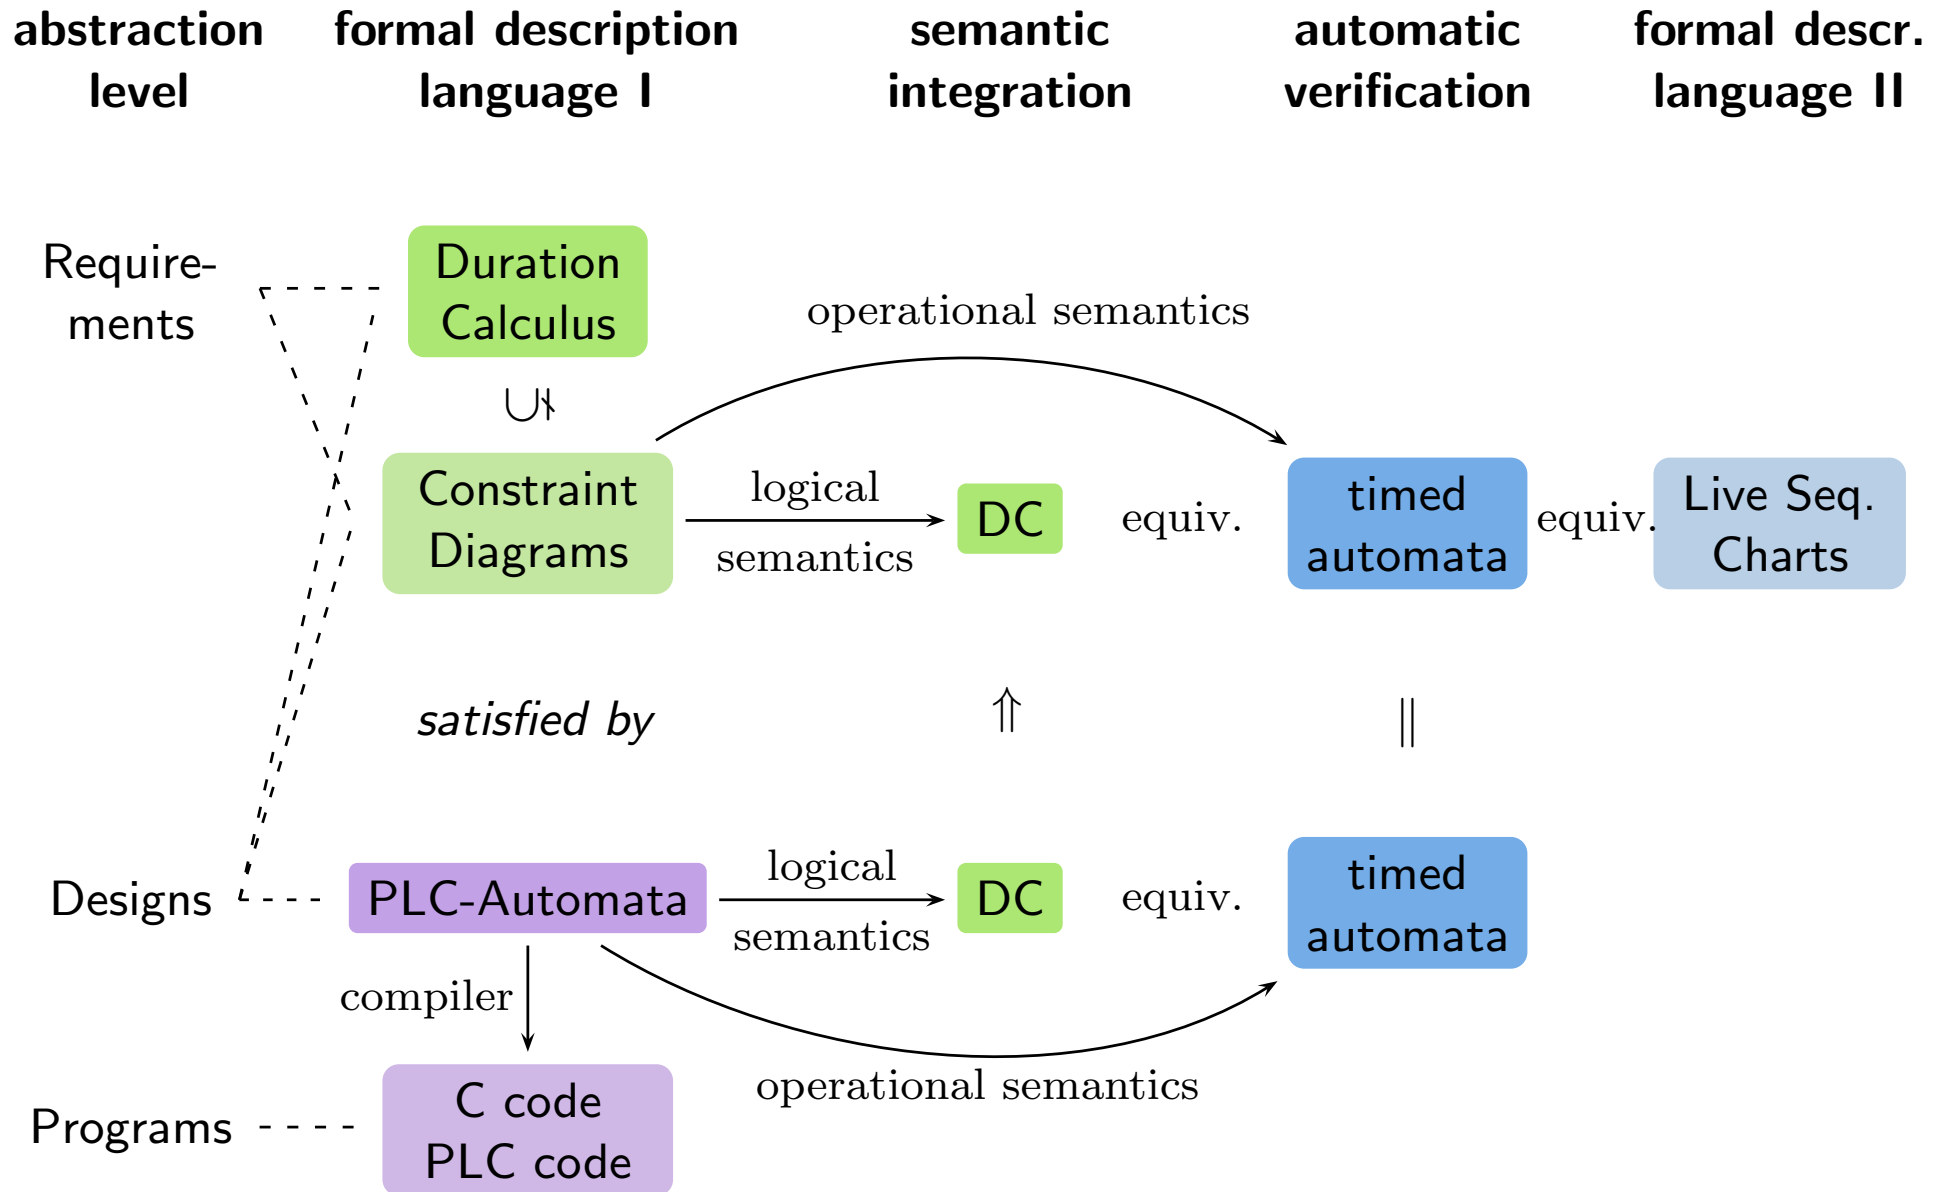 abstraction
level
formal description
language I
semantic
integration
automatic
verification
formal descr.
language II
Require-
ments
Duration
Calculus
operational semantics
Constraint
Diagrams
logical
semantics
DC
equiv.
timed
automata
equiv.
Live Seq.
Charts
satisfied by
⇑
||
Designs
PLC-Automata
logical
semantics
DC
equiv.
timed
automata
compiler
operational semantics
Programs
C code
PLC code